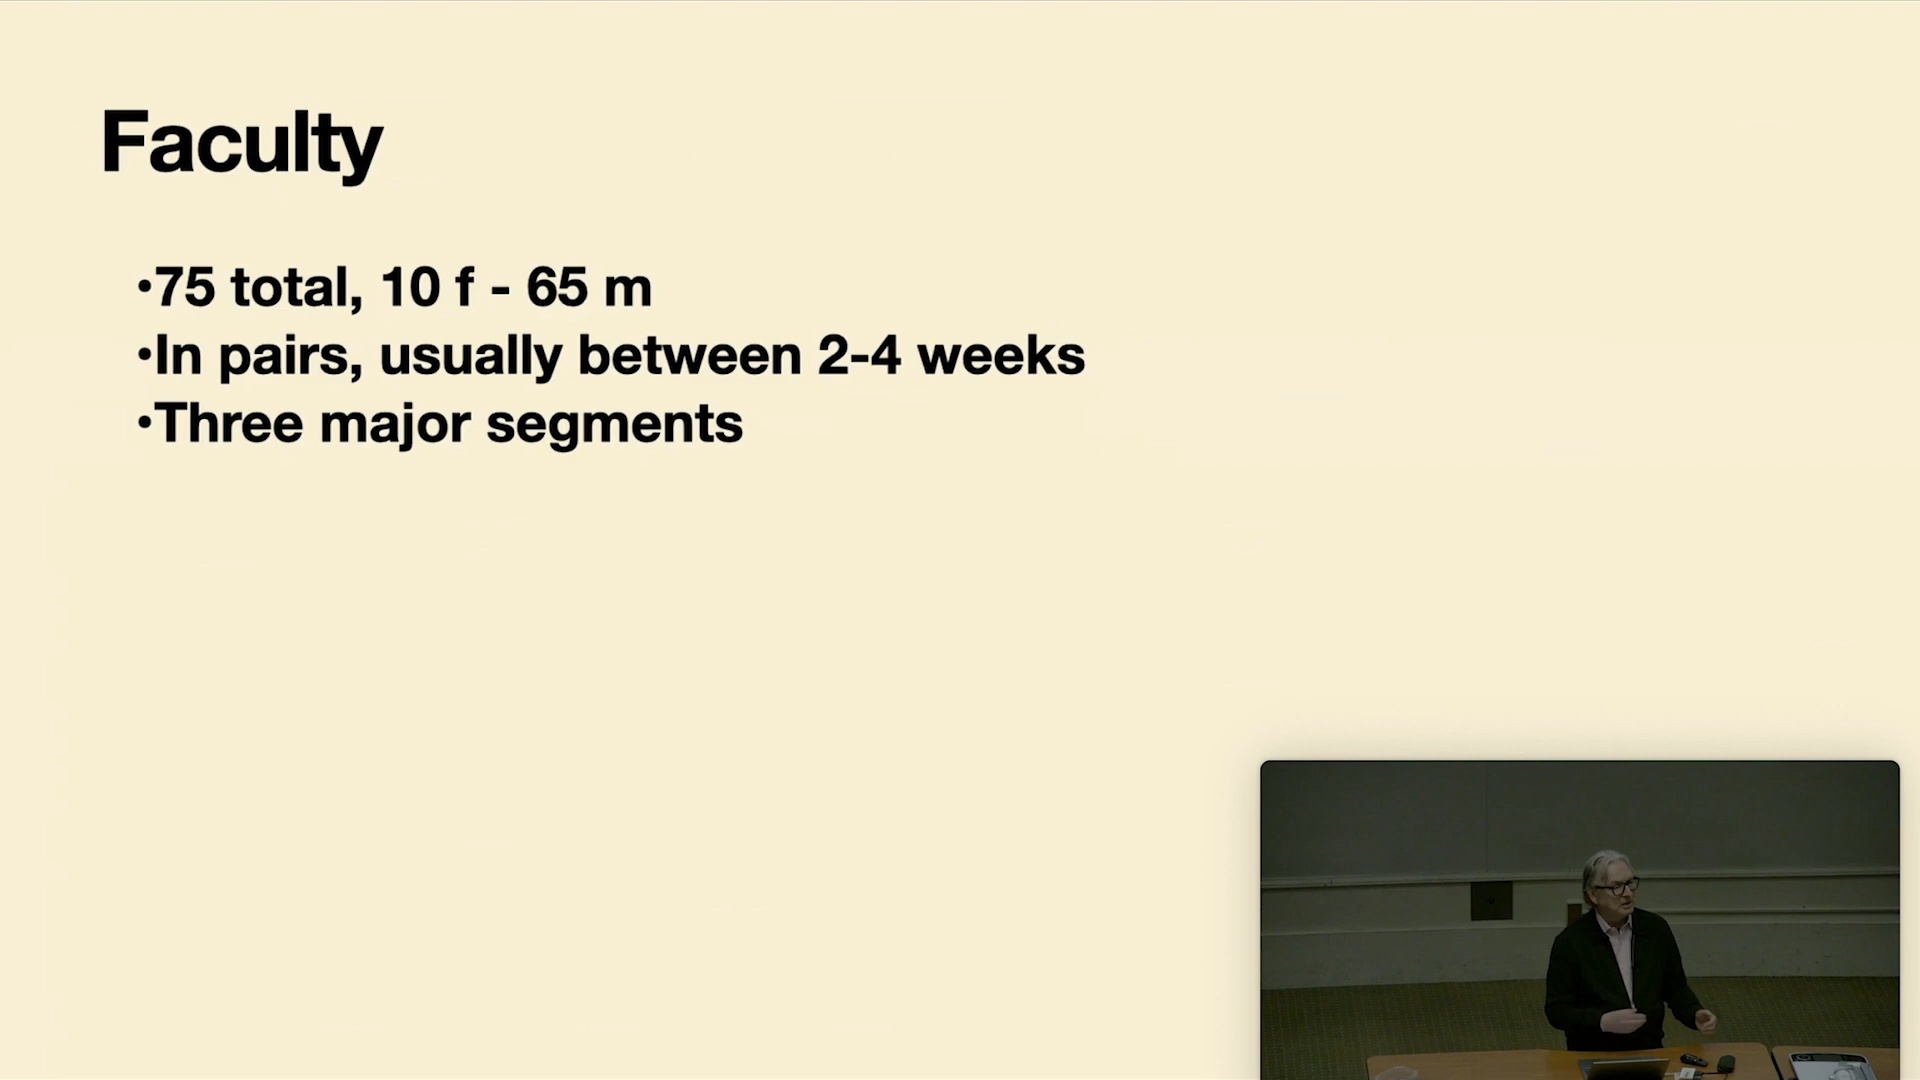 Faculty
•75 total, 10 f - 65 m
•In pairs, usually between 2-4 weeks
•Three major segments